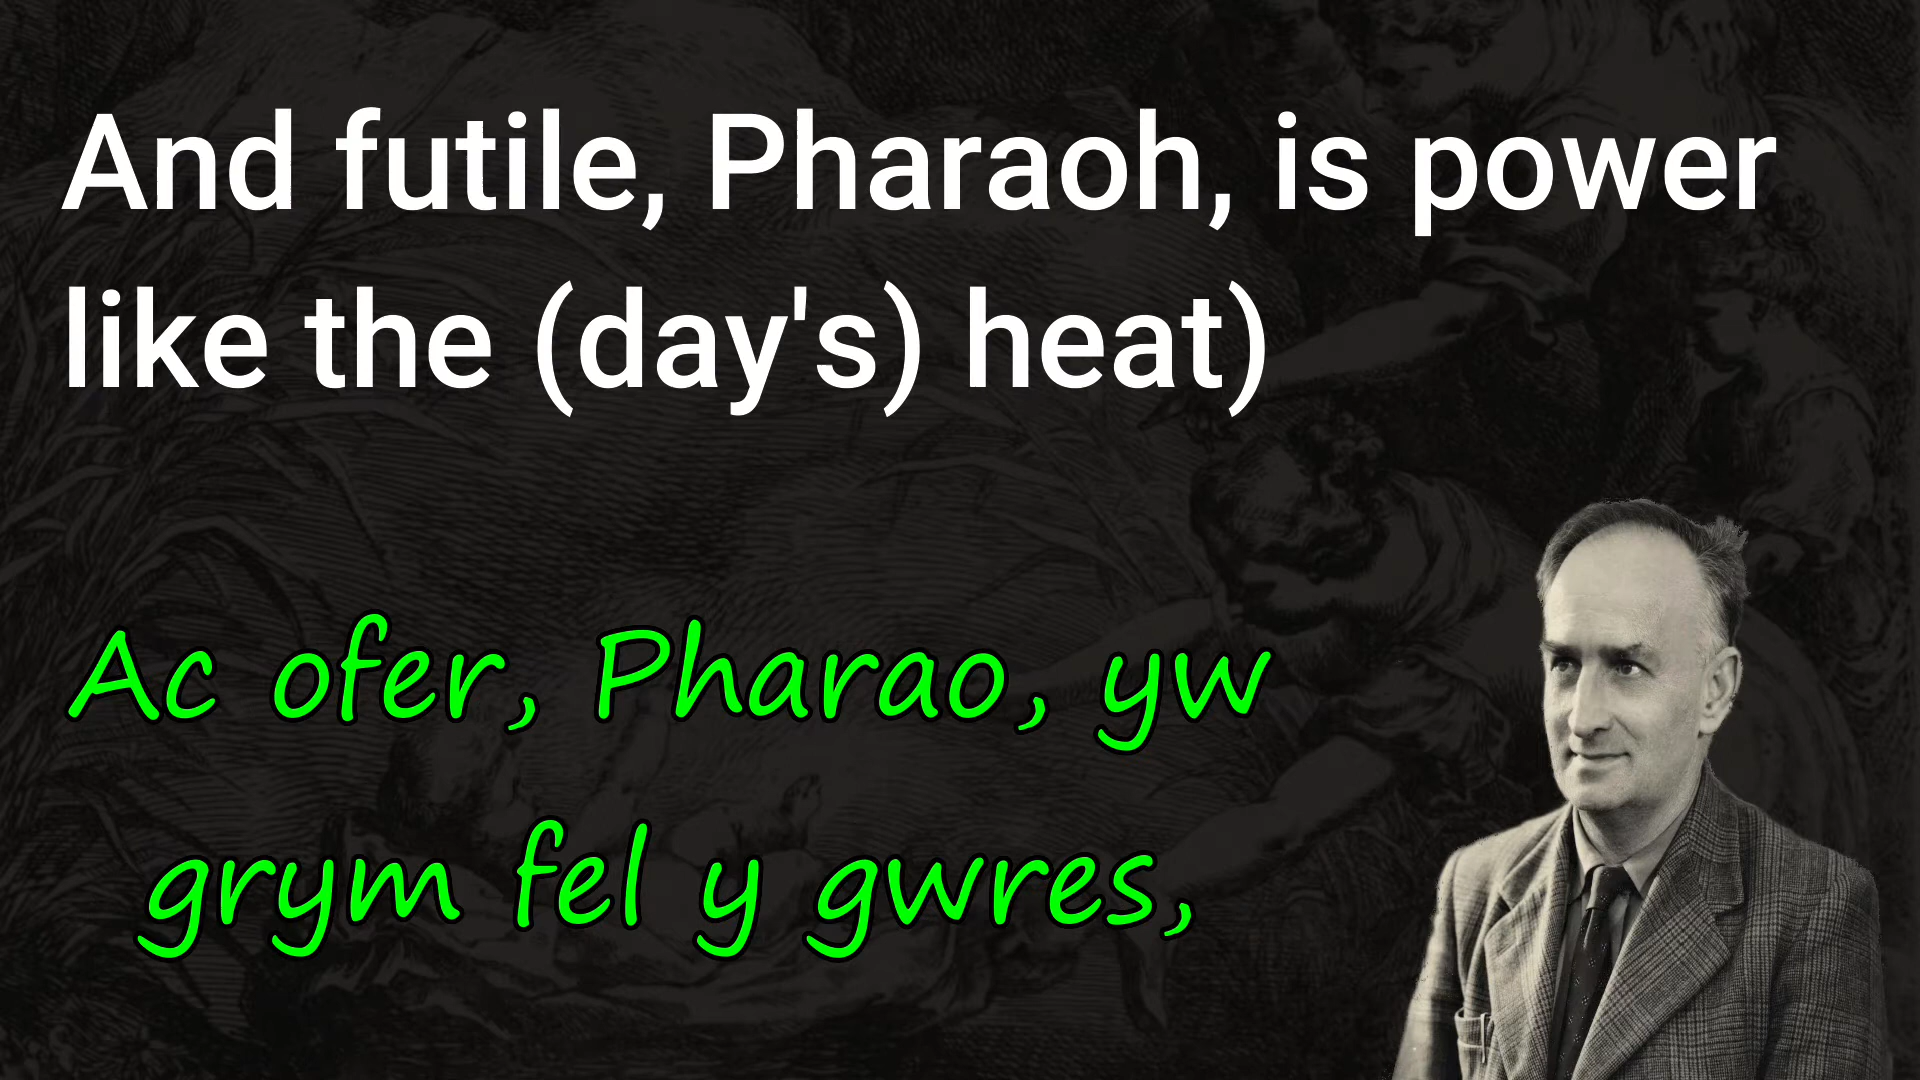 And futile, Pharaoh, is power
like the (day's) heat)
Ac ofer, Pharao, yw
grym fel y gwres,